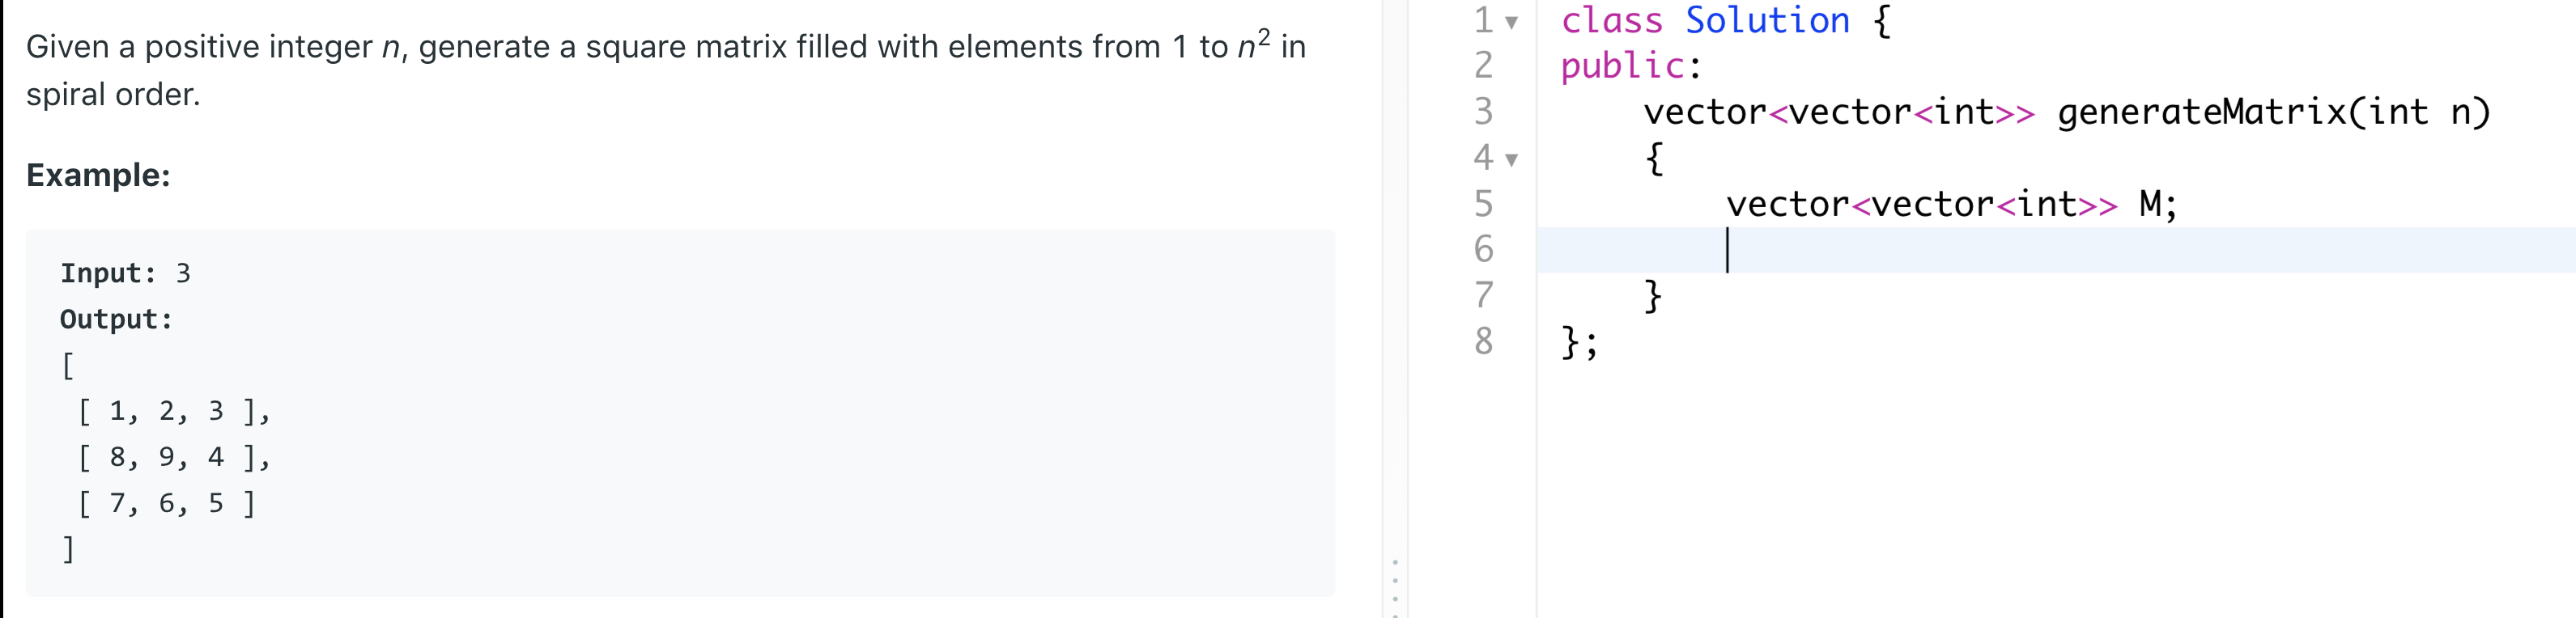 Given a positive integer n, generate a square matrix filled with elements from 1 to n² in
spiral order.
Example:
Input: 3
Output:
[
 [ 1, 2, 3 ],
 [ 8, 9, 4 ],
 [ 7, 6, 5 ]
]
1 class Solution {
2 public:
3     vector<vector<int>> generateMatrix(int n)
4     {
5         vector<vector<int>> M;
6
7     }
8 };